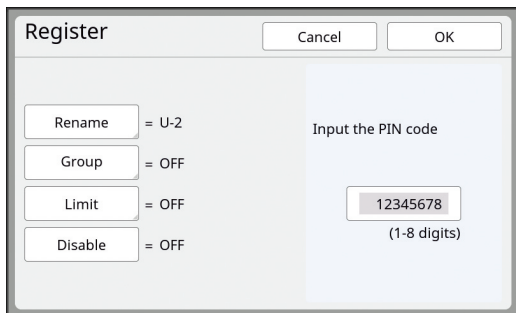 Register
Cancel
OK
Rename = U-2
Group = OFF
Limit = OFF
Disable = OFF
Input the PIN code
12345678
(1-8 digits)